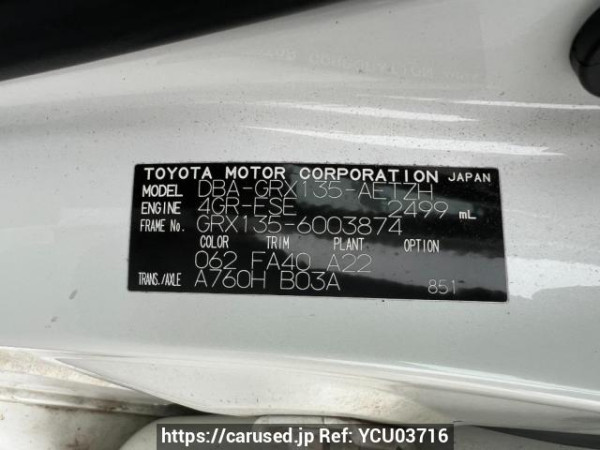 TOYOTA MOTOR CORPORATION JAPAN
MODEL DBA-GRX135-AETZH
ENGINE 4GR-FSE 2499 mL
FRAME No. GRX135-6003874
COLOR TRIM PLANT OPTION
062 FA40 A22
TRANS./AXLE A760H B03A 851
https://carused.jp Ref: YCU03716